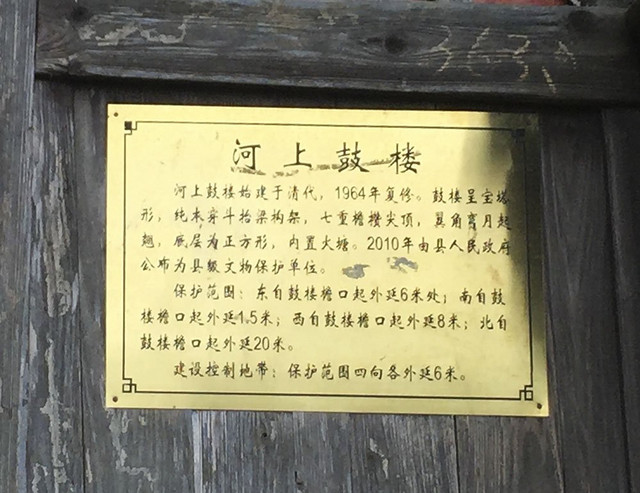 河上鼓楼
河上鼓楼始建于清代，1964年复修。鼓楼呈宝塔
形，纯木穿斗抬梁构架，七重檐攒尖顶，翼角弯月起
翘，底层为正方形，内置火塘。2010年由县人民政府
公布为县级文物保护单位。
保护范围：东自鼓楼檐口起外延6米处；南自鼓
楼檐口起外延1.5米；西自鼓楼檐口起外延8米；北自
鼓楼檐口起外延20米。
建设控制地带：保护范围四向各外延6米。